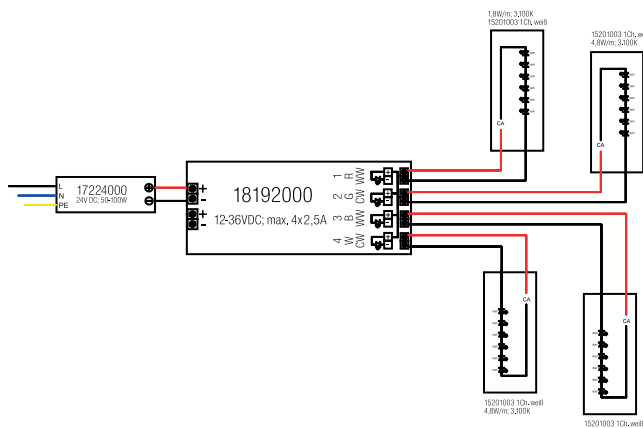 1,8W/m; 3.100K
15201003 1Ch. weiß
15201003 1Ch. we
4,8W/m; 3.100K
CA
CA
L
N
PE
17224000
24V DC; 50-100W
+
-
+
-
18192000
12-36VDC; max. 4x2,5A
1 R WW
2 G CW
3 B WW
4 W CW
CA
CA
15201003 1Ch. weiß
4,8W/m; 3.100K
15201003 1Ch. weiß